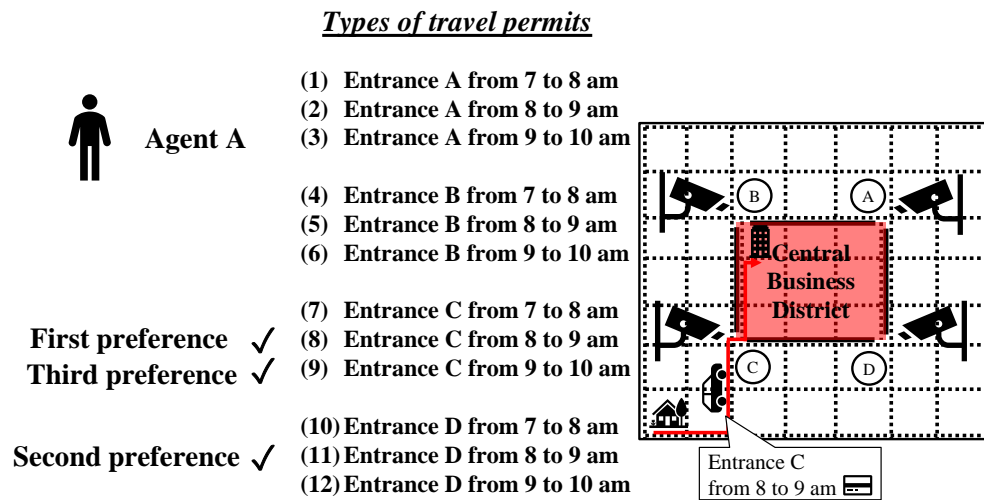 Types of travel permits
Agent A
(1) Entrance A from 7 to 8 am
(2) Entrance A from 8 to 9 am
(3) Entrance A from 9 to 10 am
(4) Entrance B from 7 to 8 am
(5) Entrance B from 8 to 9 am
(6) Entrance B from 9 to 10 am
(7) Entrance C from 7 to 8 am
First preference ✓ (8) Entrance C from 8 to 9 am
Third preference ✓ (9) Entrance C from 9 to 10 am
(10) Entrance D from 7 to 8 am
Second preference ✓ (11) Entrance D from 8 to 9 am
(12) Entrance D from 9 to 10 am
B
A
Central
Business
District
C
D
Entrance C
from 8 to 9 am